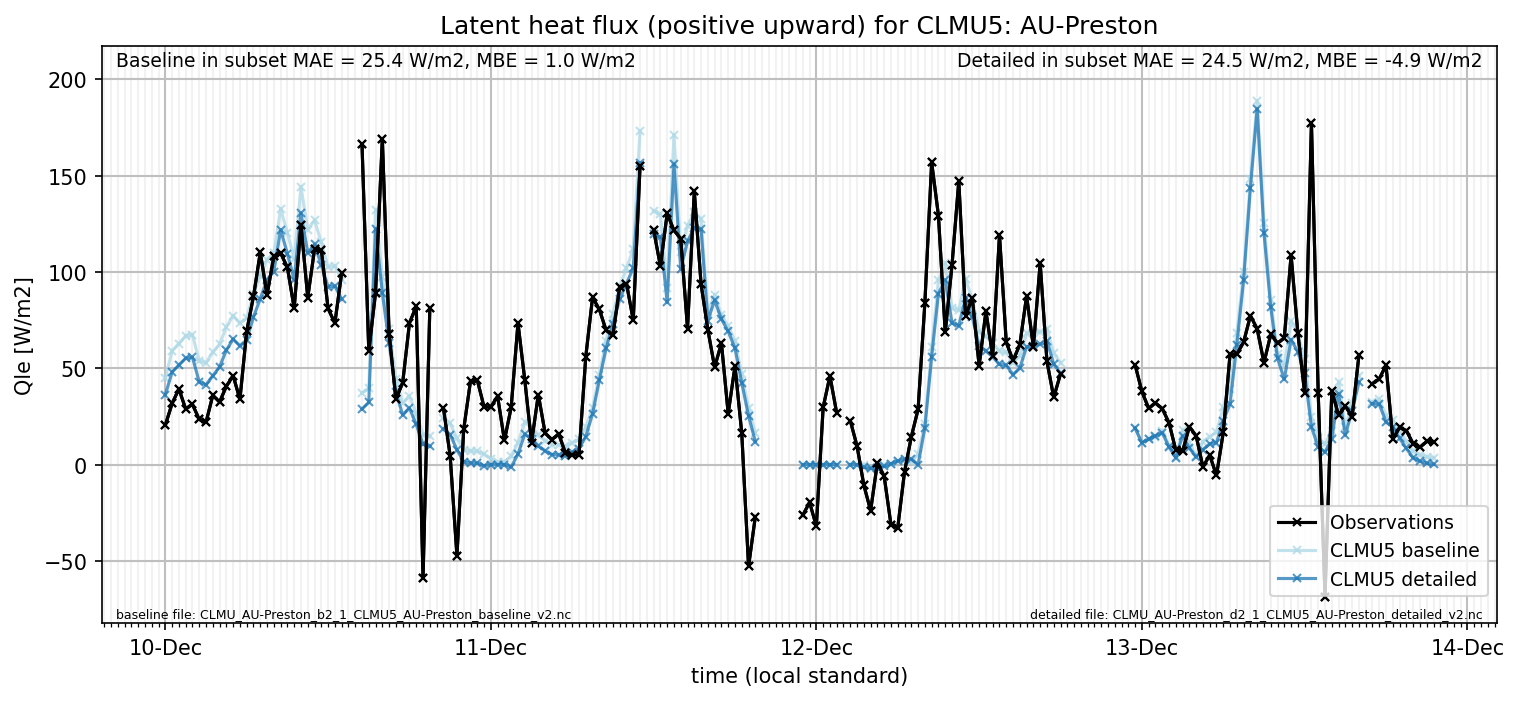 Latent heat flux (positive upward) for CLMU5: AU-Preston
Baseline in subset MAE = 25.4 W/m2, MBE = 1.0 W/m2
Detailed in subset MAE = 24.5 W/m2, MBE = -4.9 W/m2
200
150
100
50
0
−50
Qle [W/m2]
Observations
CLMU5 baseline
CLMU5 detailed
baseline file: CLMU_AU-Preston_b2_1_CLMU5_AU-Preston_baseline_v2.nc
detailed file: CLMU_AU-Preston_d2_1_CLMU5_AU-Preston_detailed_v2.nc
10-Dec
11-Dec
12-Dec
13-Dec
14-Dec
time (local standard)